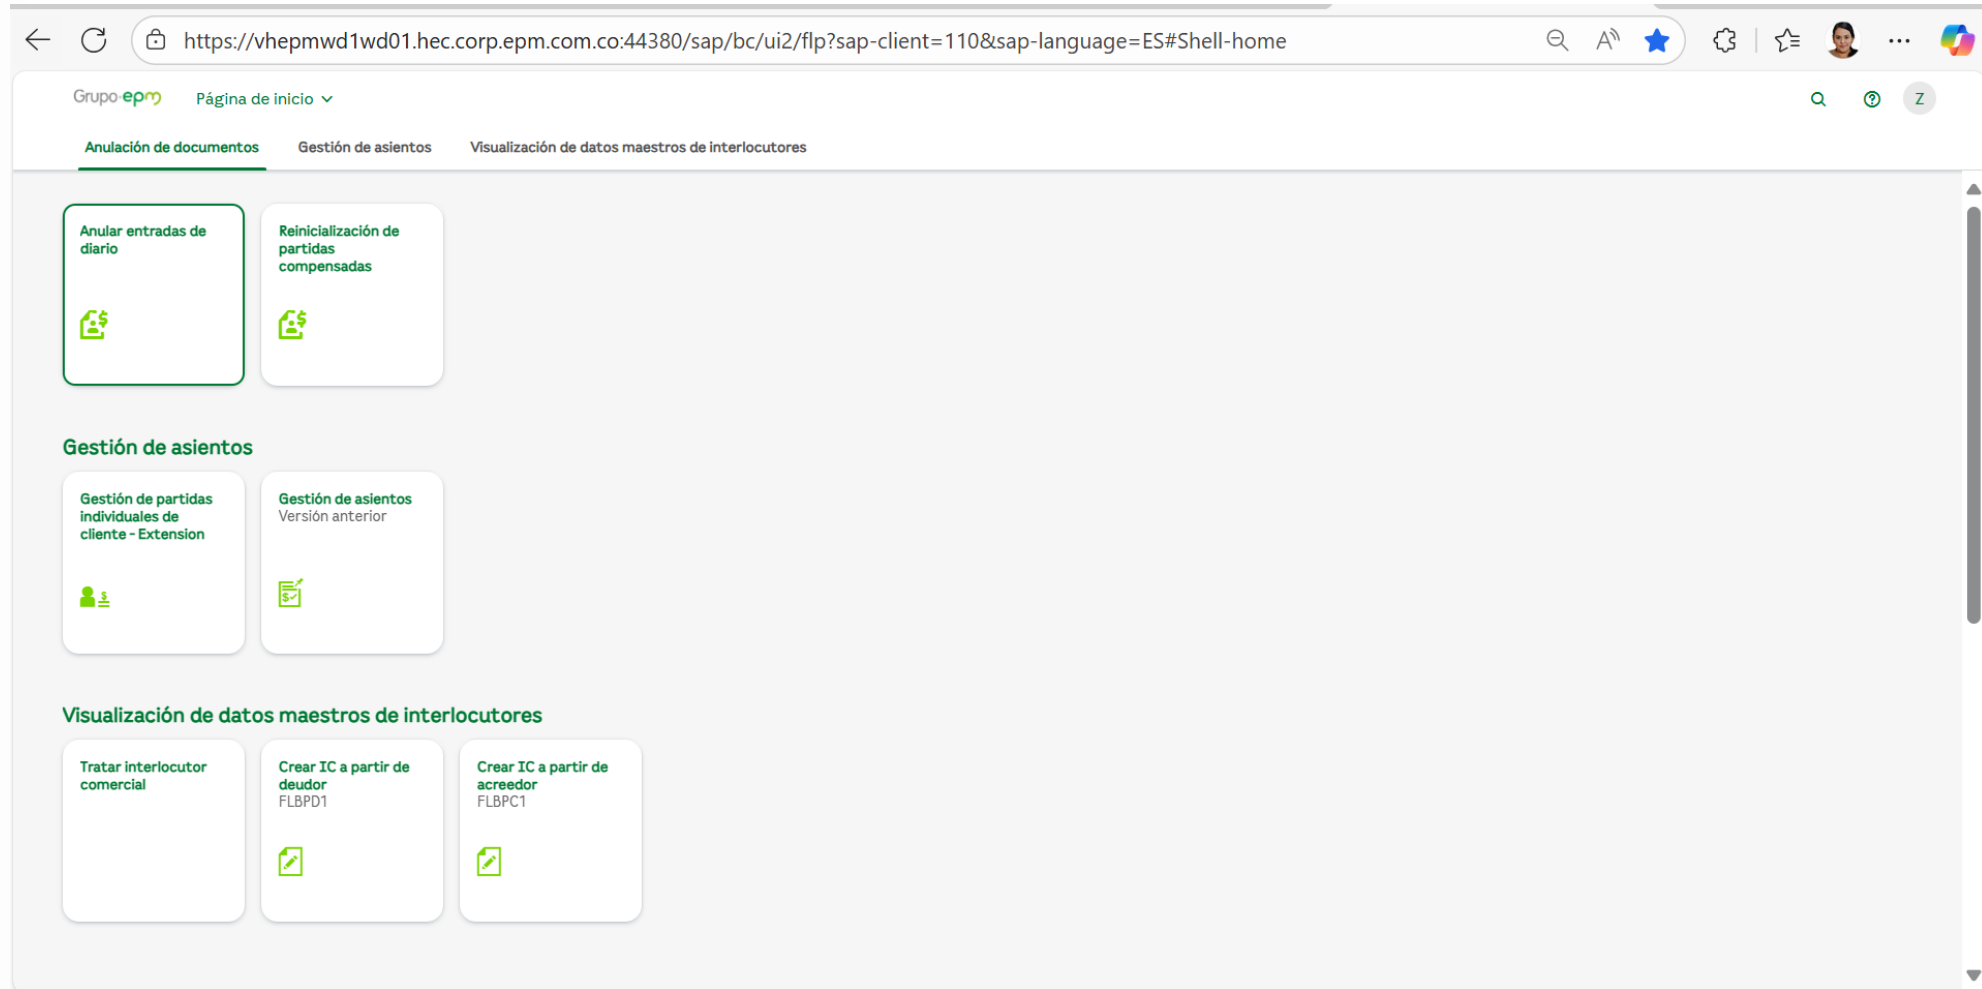 https://vhepmwd1wd01.hec.corp.epm.com.co:44380/sap/bc/ui2/flp?sap-client=110&sap-language=ES#Shell-home
Grupo·epm
Página de inicio
Z
Anulación de documentos
Gestión de asientos
Visualización de datos maestros de interlocutores
Anular entradas de
diario
Reinicialización de
partidas
compensadas
Gestión de asientos
Gestión de partidas
individuales de
cliente - Extension
Gestión de asientos
Versión anterior
Visualización de datos maestros de interlocutores
Tratar interlocutor
comercial
Crear IC a partir de
deudor
FLBPD1
Crear IC a partir de
acreedor
FLBPC1